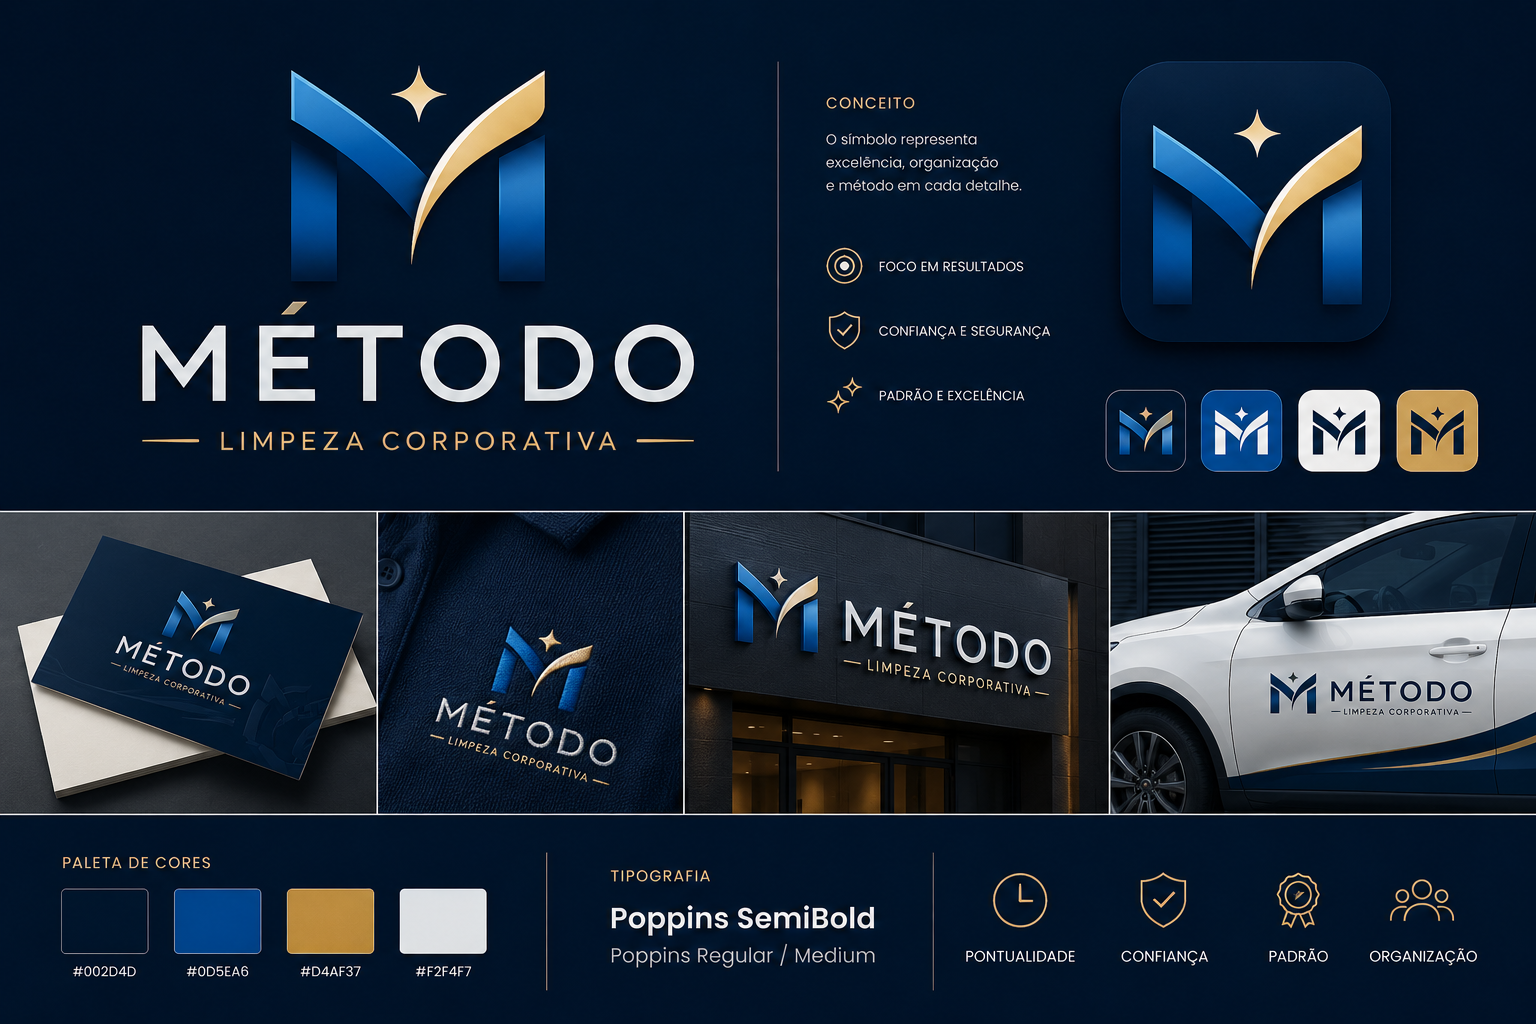 MÉTODO
LIMPEZA CORPORATIVA
CONCEITO
O símbolo representa
excelência, organização
e método em cada detalhe.
FOCO EM RESULTADOS
CONFIANÇA E SEGURANÇA
PADRÃO E EXCELÊNCIA
MÉTODO
LIMPEZA CORPORATIVA
MÉTODO
LIMPEZA CORPORATIVA
MÉTODO
LIMPEZA CORPORATIVA
MÉTODO
LIMPEZA CORPORATIVA
PALETA DE CORES
#002D4D
#0D5EA6
#D4AF37
#F2F4F7
TIPOGRAFIA
Poppins SemiBold
Poppins Regular / Medium
PONTUALIDADE
CONFIANÇA
PADRÃO
ORGANIZAÇÃO